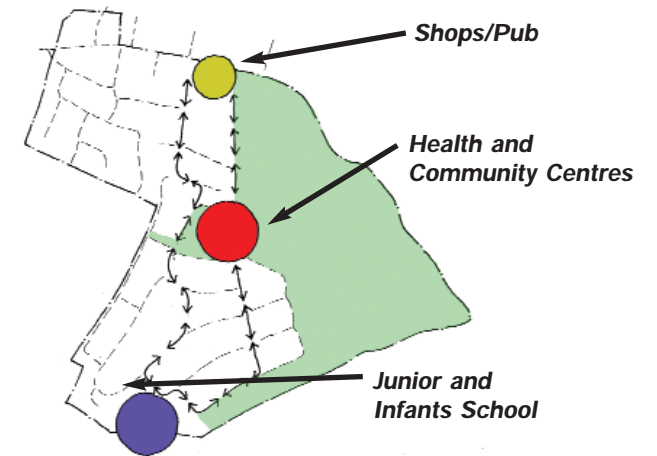 Shops/Pub
Health and
Community Centres
Junior and
Infants School